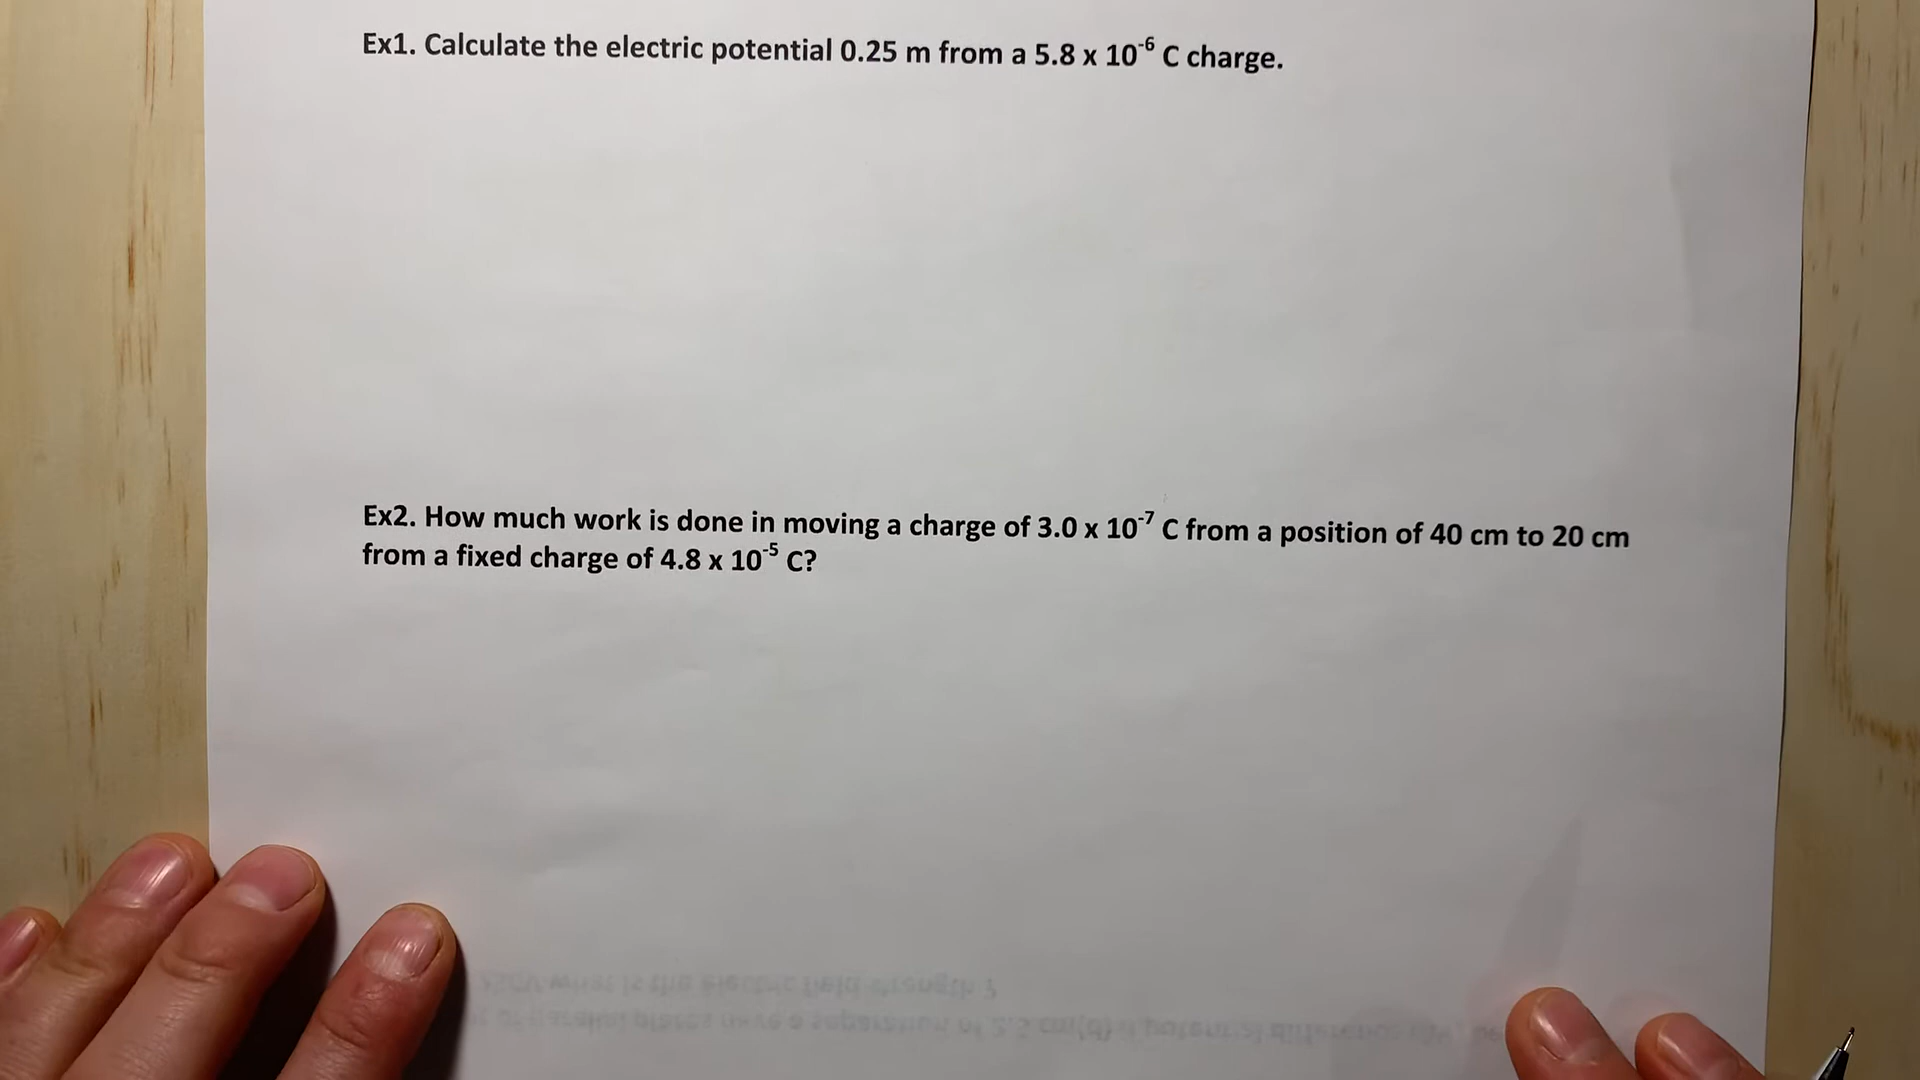 Ex1. Calculate the electric potential 0.25 m from a 5.8 x 10⁻⁶ C charge.
Ex2. How much work is done in moving a charge of 3.0 x 10⁻⁷ C from a position of 40 cm to 20 cm
from a fixed charge of 4.8 x 10⁻⁵ C?